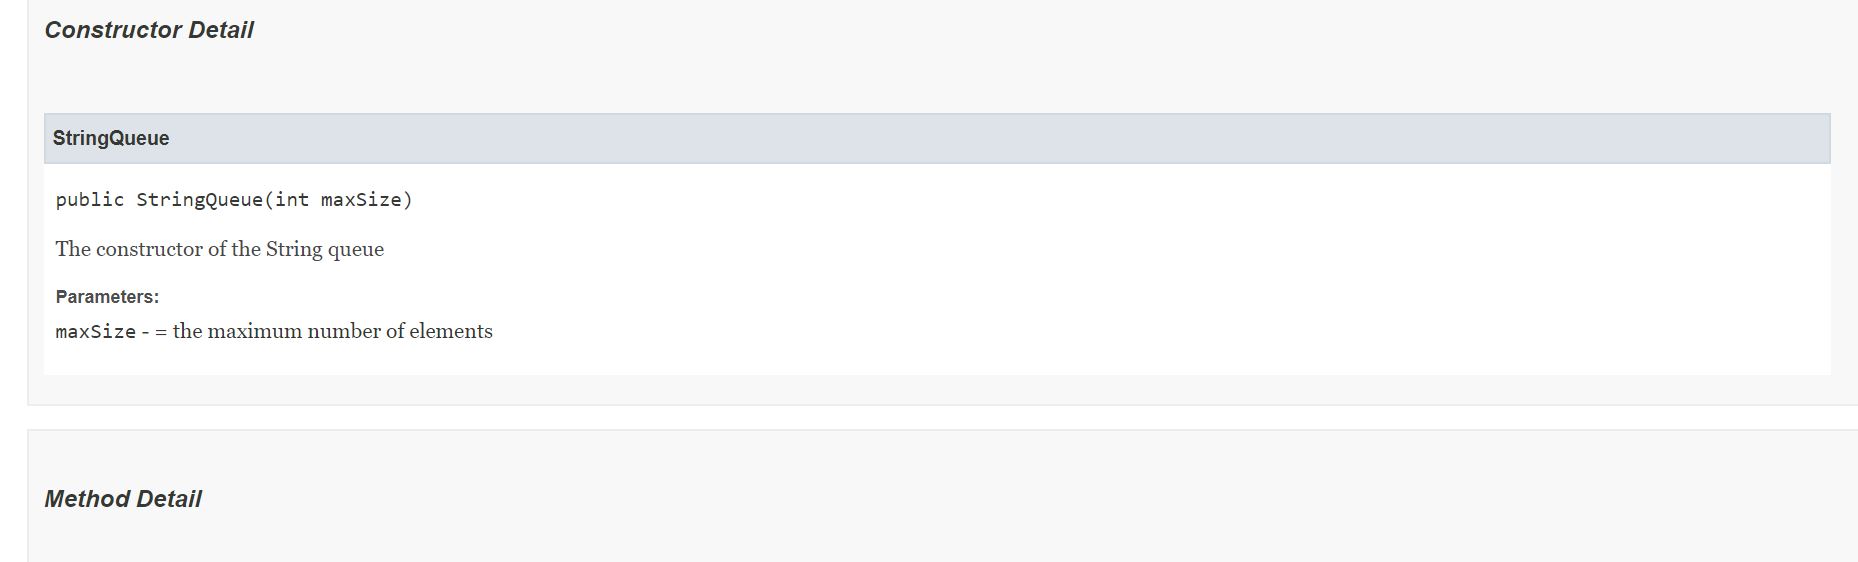 Constructor Detail
StringQueue
public StringQueue(int maxSize)
The constructor of the String queue
Parameters:
maxSize - = the maximum number of elements
Method Detail